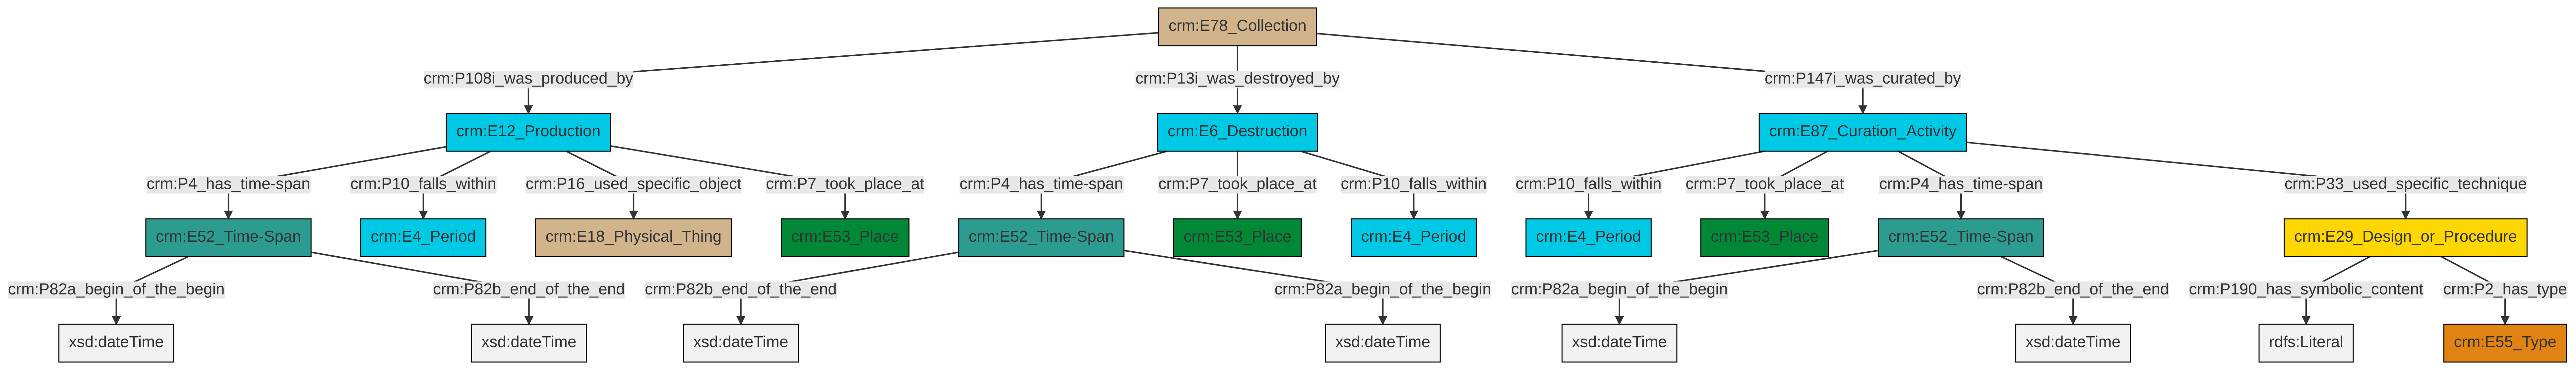 crm:E78_Collection
crm:P108i_was_produced_by
crm:P13i_was_destroyed_by
crm:P147i_was_curated_by
crm:E12_Production
crm:E6_Destruction
crm:E87_Curation_Activity
crm:P4_has_time-span
crm:P10_falls_within
crm:P16_used_specific_object
crm:P7_took_place_at
crm:P4_has_time-span
crm:P7_took_place_at
crm:P10_falls_within
crm:P10_falls_within
crm:P7_took_place_at
crm:P4_has_time-span
crm:P33_used_specific_technique
crm:E52_Time-Span
crm:E4_Period
crm:E18_Physical_Thing
crm:E53_Place
crm:E52_Time-Span
crm:E53_Place
crm:E4_Period
crm:E4_Period
crm:E53_Place
crm:E52_Time-Span
crm:E29_Design_or_Procedure
crm:P82a_begin_of_the_begin
crm:P82b_end_of_the_end
crm:P82b_end_of_the_end
crm:P82a_begin_of_the_begin
crm:P82a_begin_of_the_begin
crm:P82b_end_of_the_end
crm:P190_has_symbolic_content
crm:P2_has_type
xsd:dateTime
xsd:dateTime
xsd:dateTime
xsd:dateTime
xsd:dateTime
xsd:dateTime
rdfs:Literal
crm:E55_Type